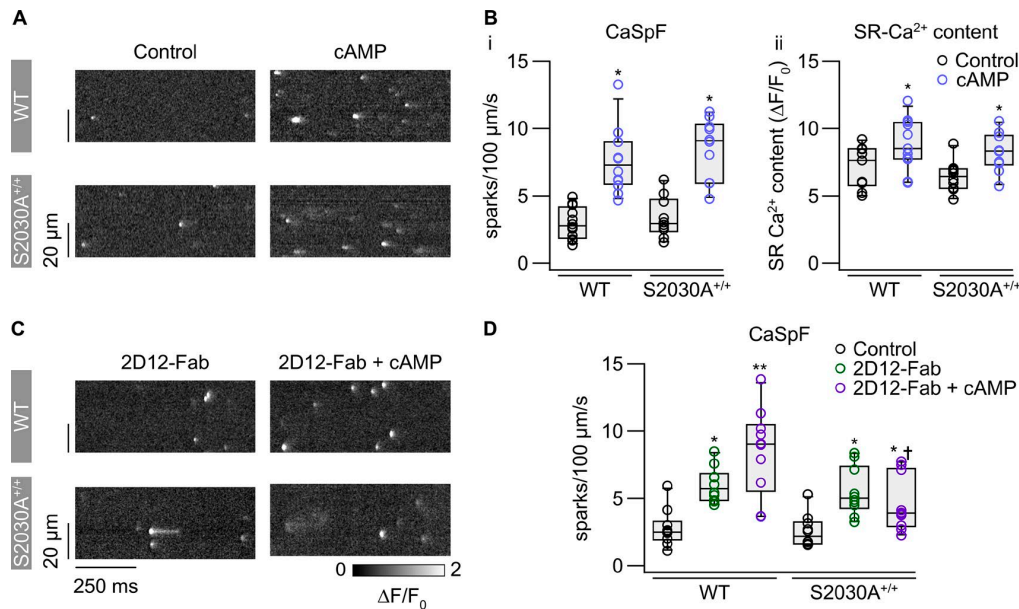 A
Control
cAMP
WT
S2030A+/+
20 µm
B
i
CaSpF
sparks/100 µm/s
15
10
5
0
WT
S2030A+/+
*
*
ii
SR-Ca2+ content
Control
cAMP
SR Ca2+ content (ΔF/F0)
15
10
5
0
WT
S2030A+/+
*
*
C
2D12-Fab
2D12-Fab + cAMP
WT
S2030A+/+
20 µm
250 ms
0
2
ΔF/F0
D
CaSpF
Control
2D12-Fab
2D12-Fab + cAMP
sparks/100 µm/s
15
10
5
0
*
**
*
* †
WT
S2030A+/+